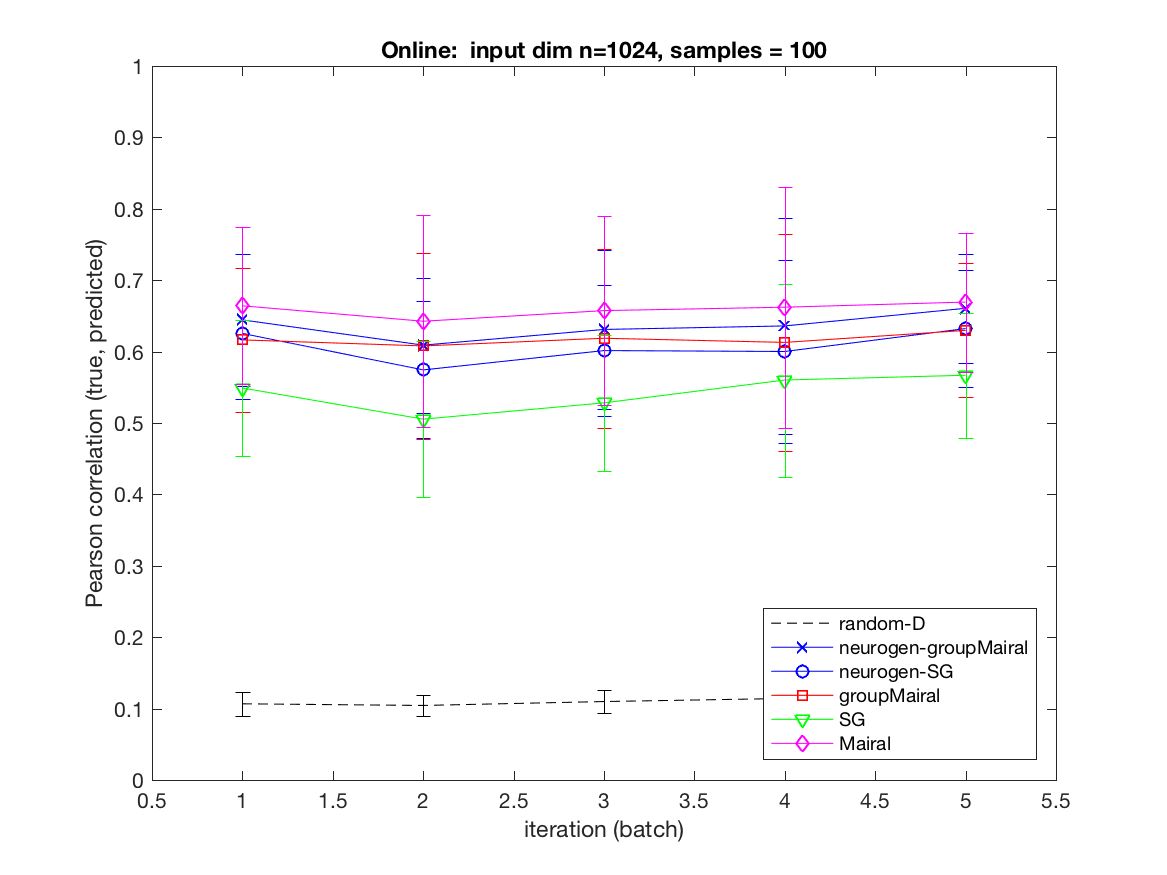 Online:  input dim n=1024, samples = 100
Pearson correlation (true, predicted)
1
0.9
0.8
0.7
0.6
0.5
0.4
0.3
0.2
0.1
0
random-D
neurogen-groupMairal
neurogen-SG
groupMairal
SG
Mairal
0.5 1 1.5 2 2.5 3 3.5 4 4.5 5 5.5
iteration (batch)